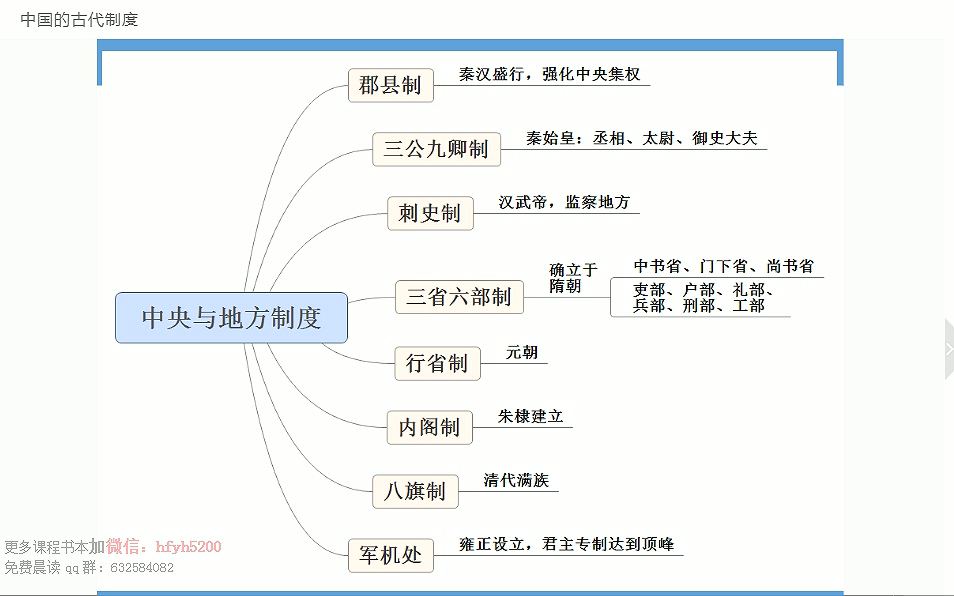 中国的古代制度
郡县制
秦汉盛行，强化中央集权
三公九卿制
秦始皇：丞相、太尉、御史大夫
刺史制
汉武帝，监察地方
三省六部制
确立于
隋朝
中书省、门下省、尚书省
吏部、户部、礼部、
兵部、刑部、工部
中央与地方制度
行省制
元朝
内阁制
朱棣建立
八旗制
清代满族
军机处
雍正设立，君主专制达到顶峰
更多课程书本加微信：hfyh5200
免费晨读 qq 群：632584082